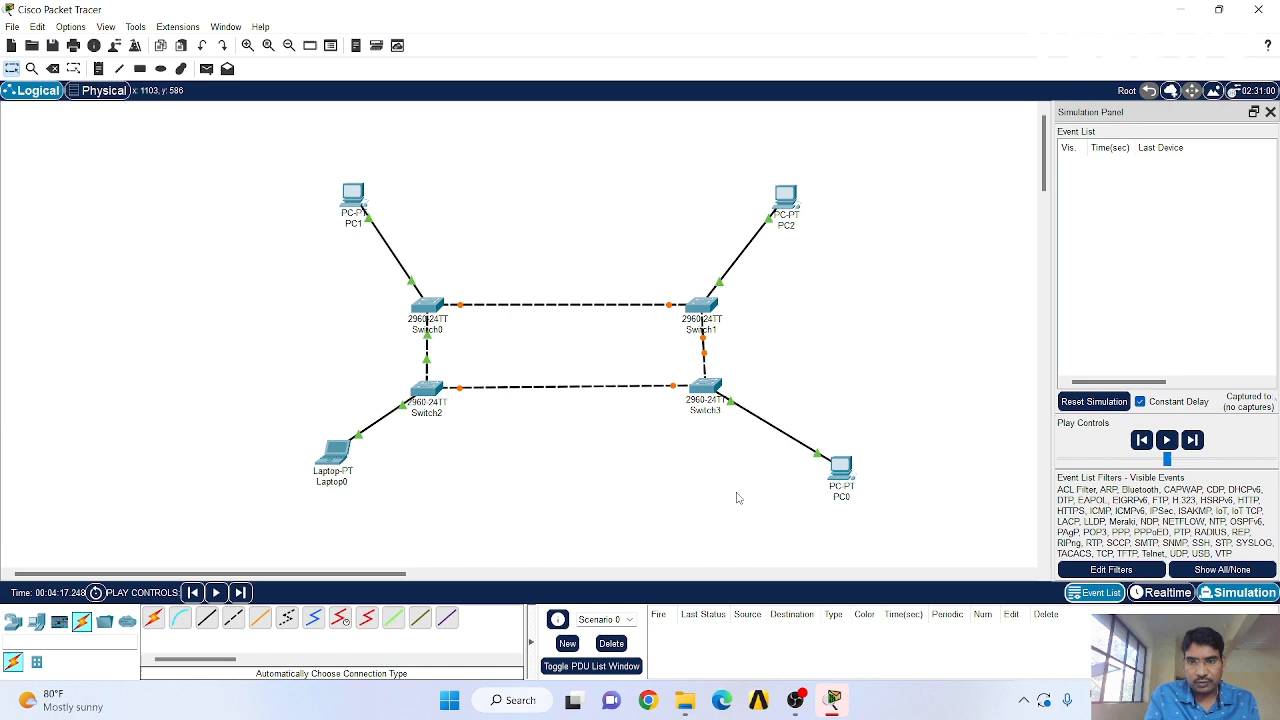 Cisco Packet Tracer
File Edit Options View Tools Extensions Window Help
?
Logical Physical x: 1103, y: 586 Root 02:31:00
Simulation Panel
Event List
Vis. Time(sec) Last Device
PC-PT
PC1
PC-PT
PC2
2960-24TT
Switch0
2960-24TT
Switch1
2960-24TT
Switch2
2960-24TT
Switch3
Laptop-PT
Laptop0
PC-PT
PC0
Reset Simulation Constant Delay Captured to:
(no captures)
Play Controls
Event List Filters - Visible Events
ACL Filter, ARP, Bluetooth, CAPWAP, CDP, DHCPv6,
DTP, EAPOL, EIGRPv6, FTP, H.323, HSRPv6, HTTP,
HTTPS, ICMP, ICMPv6, IPSec, ISAKMP, IoT, IoT TCP,
LACP, LLDP, Meraki, NDP, NETFLOW, NTP, OSPFv6,
PAgP, POP3, PPP, PPPoED, PTP, RADIUS, REP,
RIPng, RTP, SCCP, SMTP, SNMP, SSH, STP, SYSLOG,
TACACS, TCP, TFTP, Telnet, UDP, USB, VTP
Edit Filters Show All/None
Time: 00:04:17.248 PLAY CONTROLS: Event List Realtime Simulation
Scenario 0
New Delete
Toggle PDU List Window
Fire Last Status Source Destination Type Color Time(sec) Periodic Num Edit Delete
Automatically Choose Connection Type
80°F
Mostly sunny
Search